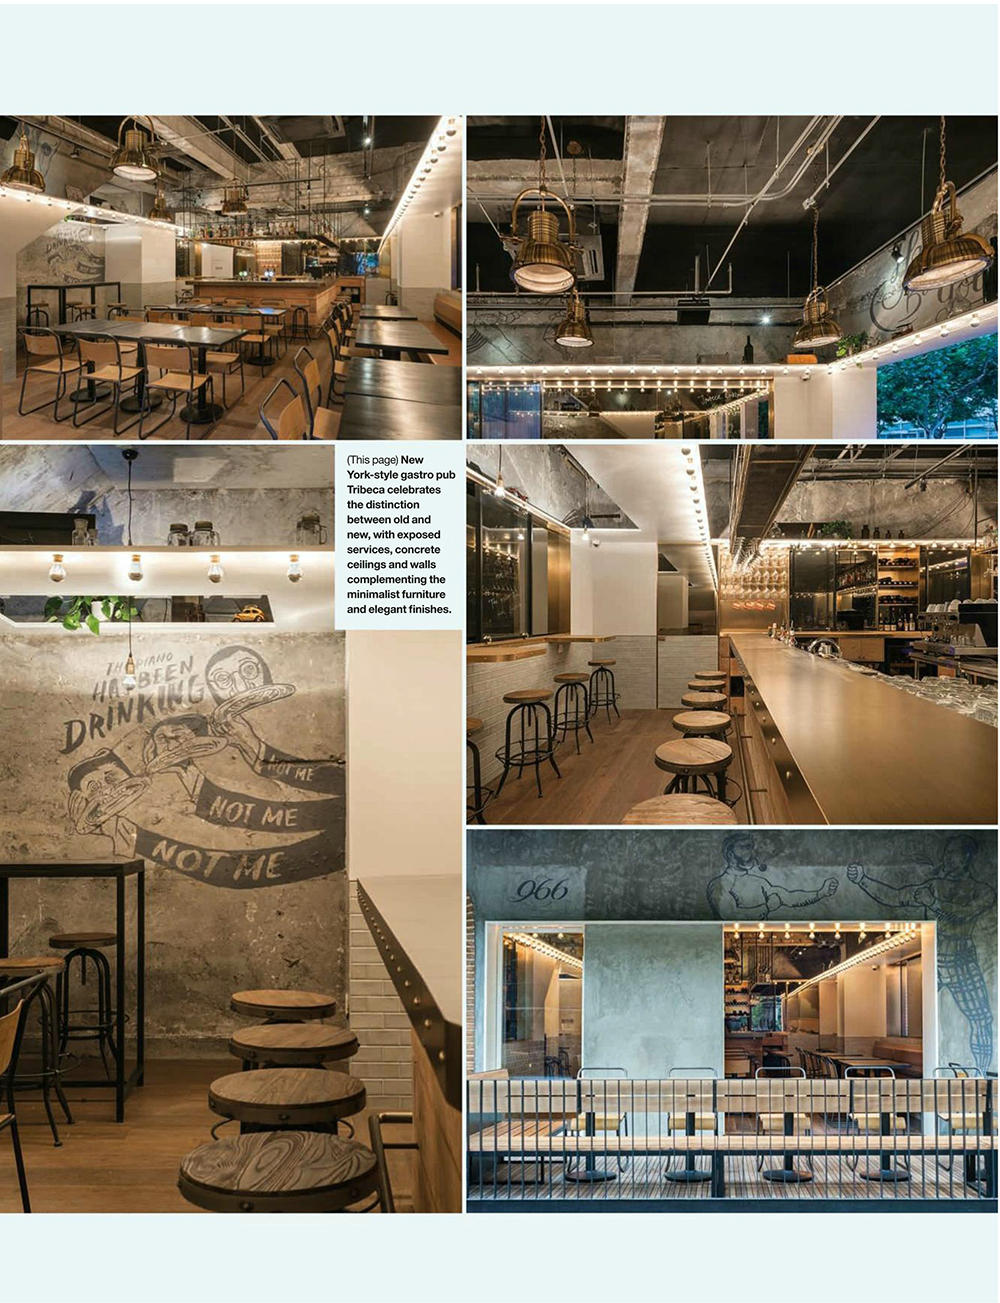 (This page) New
York-style gastro pub
Tribeca celebrates
the distinction
between old and
new, with exposed
services, concrete
ceilings and walls
complementing the
minimalist furniture
and elegant finishes.
THE PIANO
HAS BEEN
DRINKING
NOT ME
NOT ME
NOT ME
966